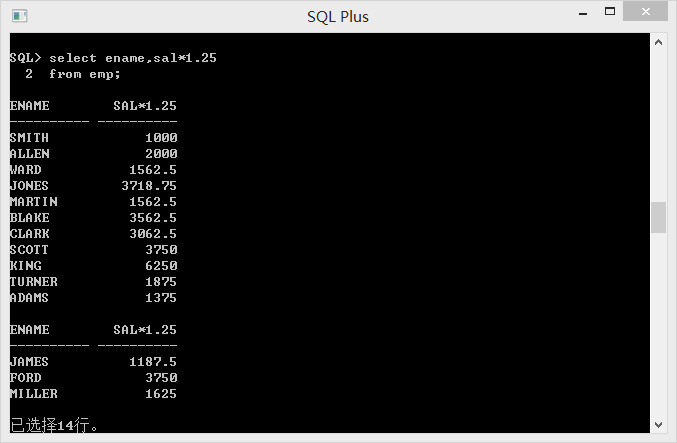 SQL Plus
SQL> select ename,sal*1.25
2 from emp;
ENAME SAL*1.25
---------- ----------
SMITH 1000
ALLEN 2000
WARD 1562.5
JONES 3718.75
MARTIN 1562.5
BLAKE 3562.5
CLARK 3062.5
SCOTT 3750
KING 6250
TURNER 1875
ADAMS 1375
ENAME SAL*1.25
---------- ----------
JAMES 1187.5
FORD 3750
MILLER 1625
已选择14行。